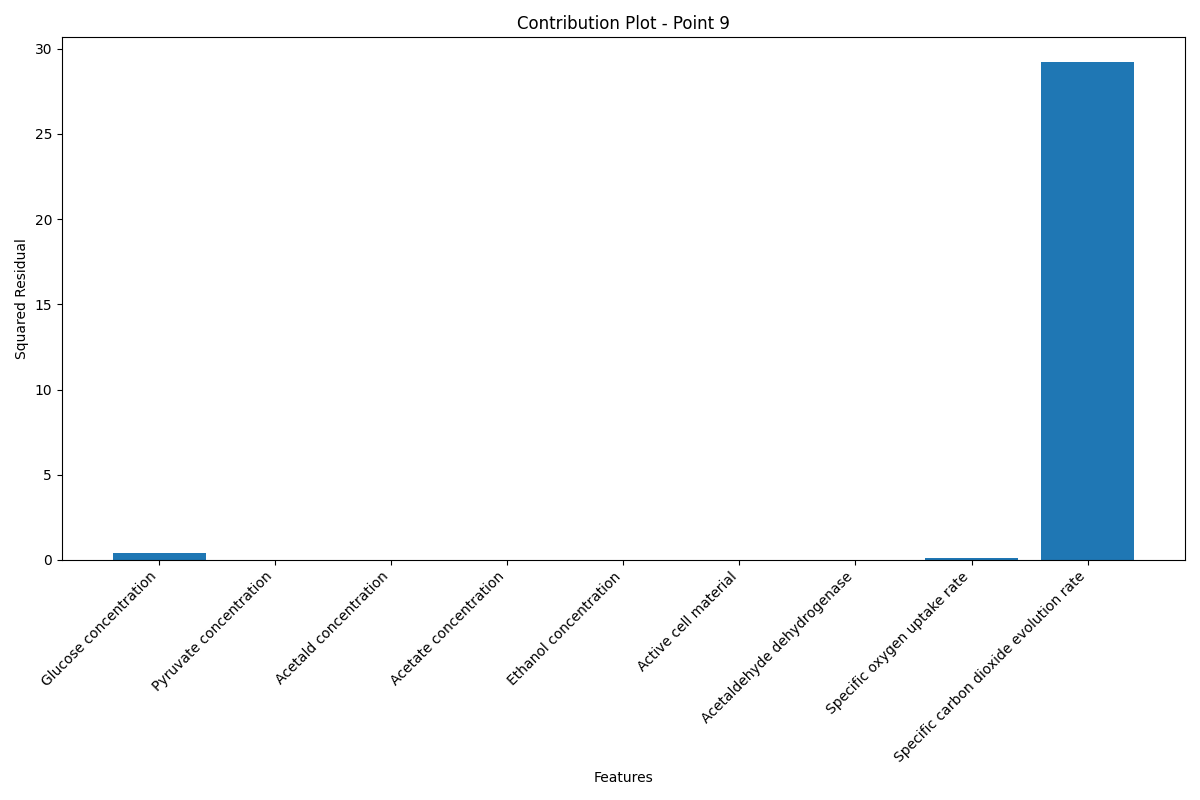 Contribution Plot - Point 9
Squared Residual
30
25
20
15
10
5
0
Glucose concentration
Pyruvate concentration
Acetald concentration
Acetate concentration
Ethanol concentration
Active cell material
Acetaldehyde dehydrogenase
Specific oxygen uptake rate
Specific carbon dioxide evolution rate
Features